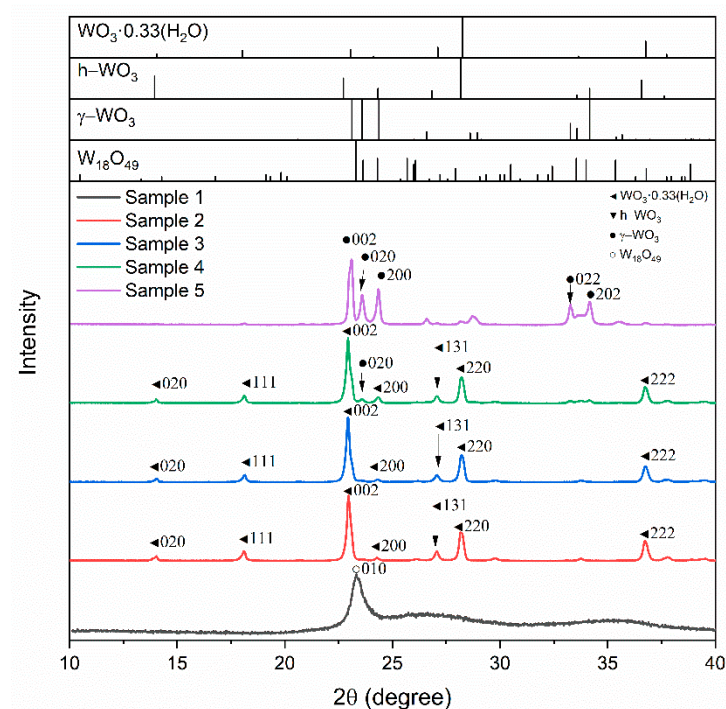 WO₃·0.33(H₂O)
h–WO₃
γ–WO₃
W₁₈O₄₉
Sample 1
Sample 2
Sample 3
Sample 4
Sample 5
◄ WO₃·0.33(H₂O)
▼ h–WO₃
● γ–WO₃
○ W₁₈O₄₉
●002
●020
●200
●022
●202
◄002
◄020
◄111
●020
◄200
◄131
◄220
◄222
◄002
◄020
◄111
◄200
◄131
◄220
◄222
◄002
◄020
◄111
◄200
◄131
◄220
◄222
○010
Intensity
10 15 20 25 30 35 40
2θ (degree)